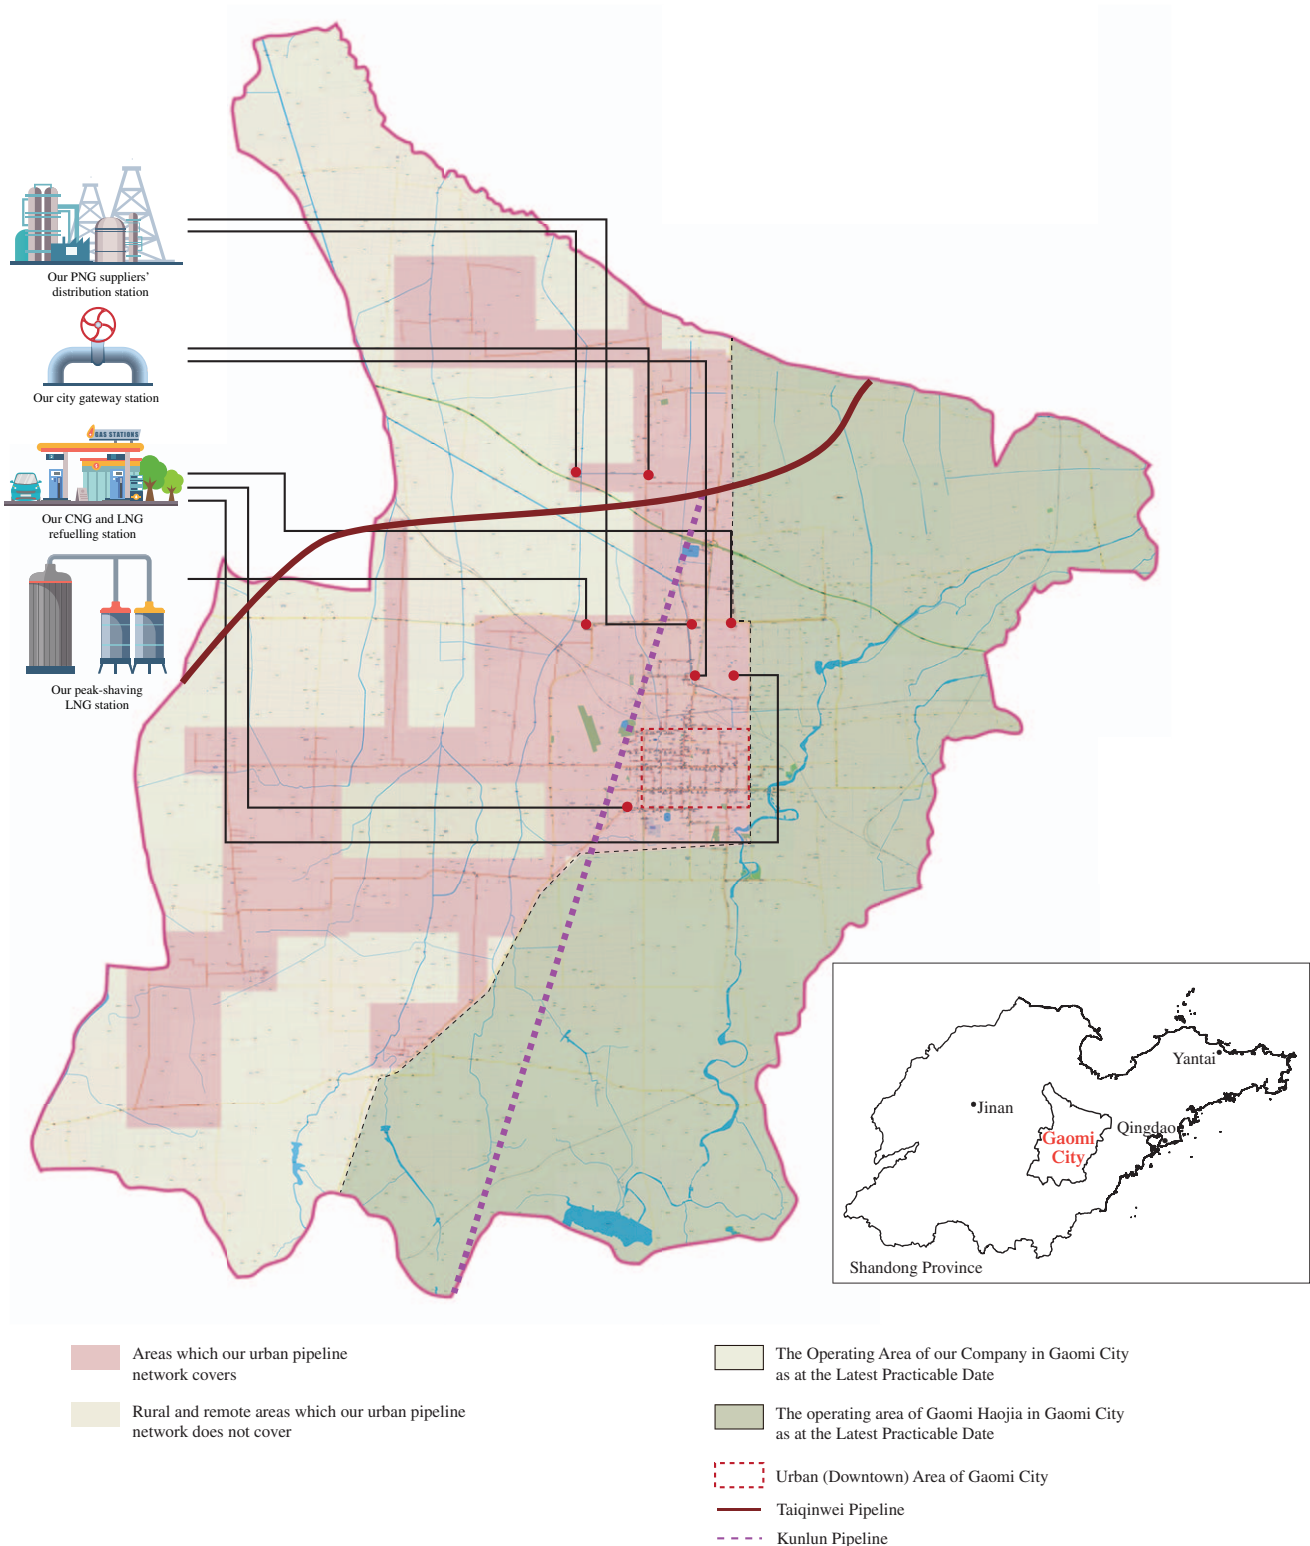 Our PNG suppliers'
distribution station
Our city gateway station
GAS STATIONS
Our CNG and LNG
refuelling station
Our peak-shaving
LNG station
Yantai
Jinan
Qingdao
Gaomi
City
Shandong Province
Areas which our urban pipeline
network covers
Rural and remote areas which our urban pipeline
network does not cover
The Operating Area of our Company in Gaomi City
as at the Latest Practicable Date
The operating area of Gaomi Haojia in Gaomi City
as at the Latest Practicable Date
Urban (Downtown) Area of Gaomi City
Taiqinwei Pipeline
Kunlun Pipeline